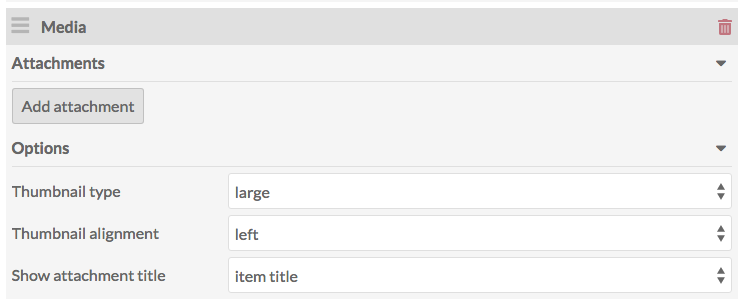 Media
Attachments
Add attachment
Options
Thumbnail type large
Thumbnail alignment left
Show attachment title item title